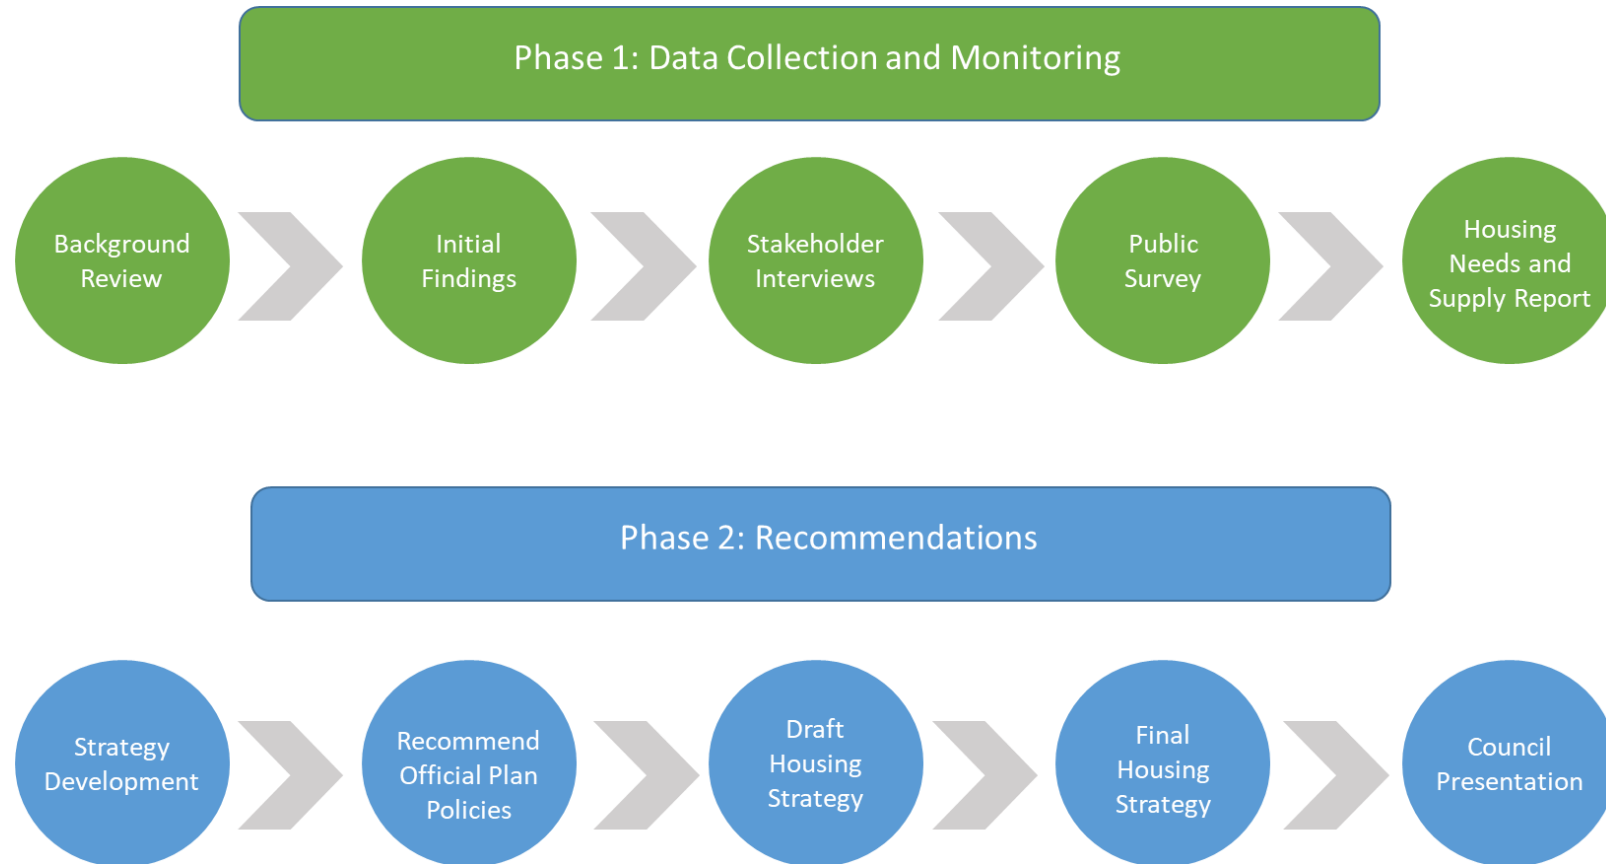 Phase 1: Data Collection and Monitoring
Background
Review
Initial
Findings
Stakeholder
Interviews
Public
Survey
Housing
Needs and
Supply Report
Phase 2: Recommendations
Strategy
Development
Recommend
Official Plan
Policies
Draft
Housing
Strategy
Final
Housing
Strategy
Council
Presentation